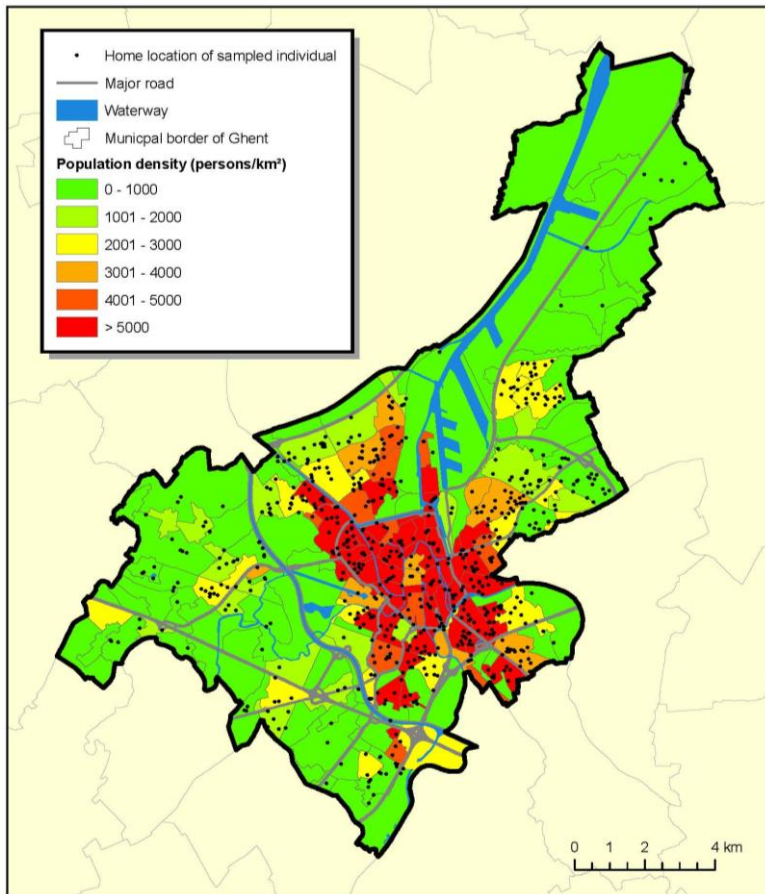 Home location of sampled individual
Major road
Waterway
Municpal border of Ghent
Population density (persons/km²)
0 - 1000
1001 - 2000
2001 - 3000
3001 - 4000
4001 - 5000
> 5000
0 1 2 4 km